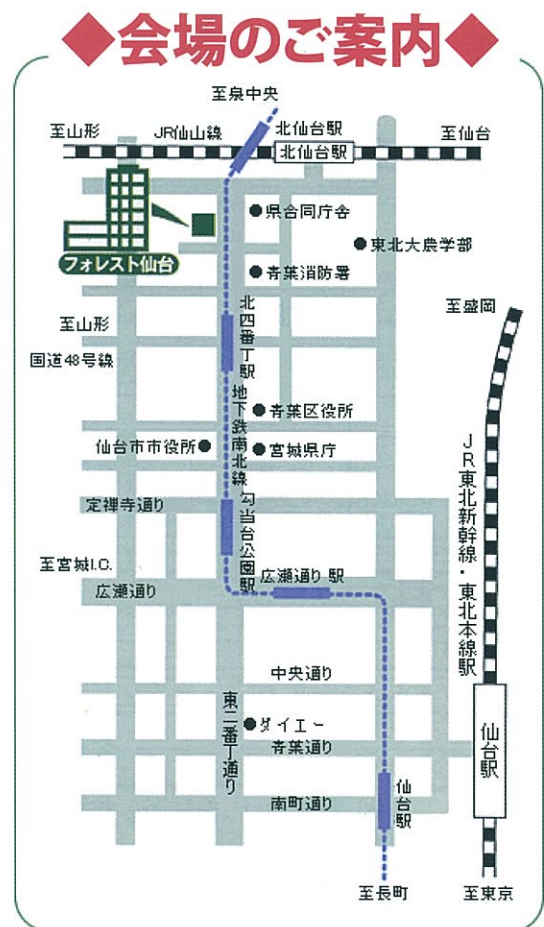 ◆会場のご案内◆
至泉中央
至山形
JR仙山線
北仙台駅
北仙台駅
至仙台
県合同庁舎
東北大農学部
フォレスト仙台
青葉消防署
至盛岡
至山形
北四番丁駅
国道48号線
地下鉄南北線
青葉区役所
仙台市市役所
宮城県庁
JR東北新幹線・東北本線駅
定禅寺通り
勾当台公園駅
至宮城I.C.
広瀬通り
広瀬通り 駅
中央通り
東二番丁通り
ダイエー
青葉通り
仙台駅
仙台駅
南町通り
至長町
至東京